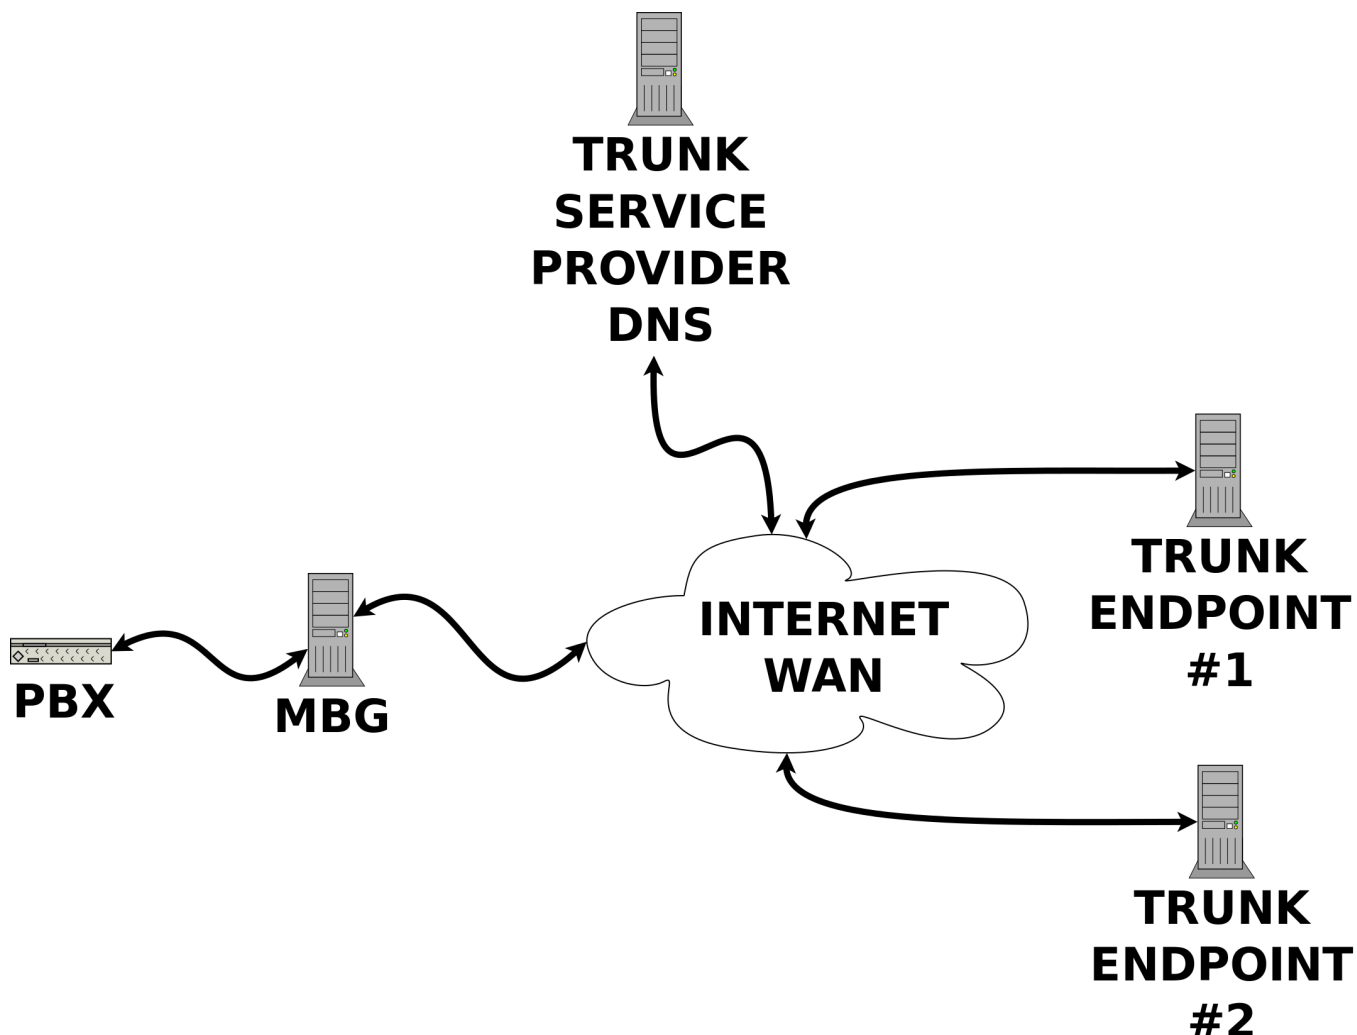 TRUNK
SERVICE
PROVIDER
DNS
TRUNK
ENDPOINT
#1
INTERNET
WAN
PBX
MBG
TRUNK
ENDPOINT
#2